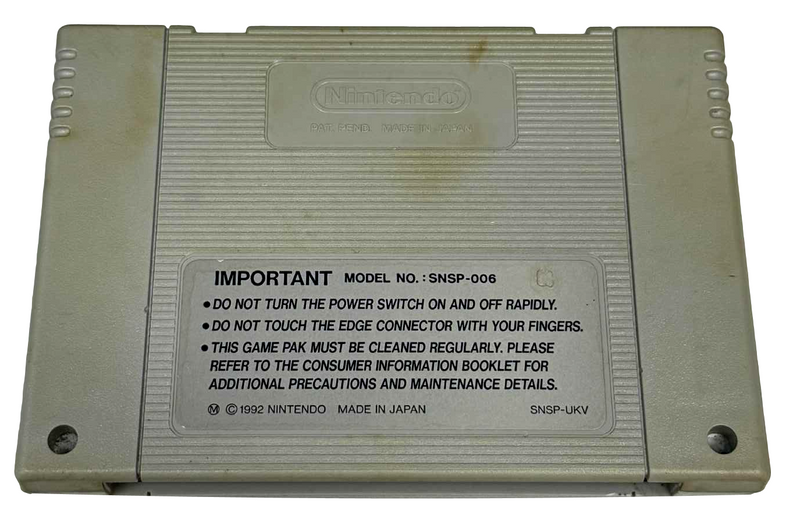 Nintendo
PAT. PEND. MADE IN JAPAN
IMPORTANT MODEL NO.: SNSP-006
●DO NOT TURN THE POWER SWITCH ON AND OFF RAPIDLY.
●DO NOT TOUCH THE EDGE CONNECTOR WITH YOUR FINGERS.
●THIS GAME PAK MUST BE CLEANED REGULARLY. PLEASE
REFER TO THE CONSUMER INFORMATION BOOKLET FOR
ADDITIONAL PRECAUTIONS AND MAINTENANCE DETAILS.
Ⓜ ©1992 NINTENDO MADE IN JAPAN SNSP-UKV